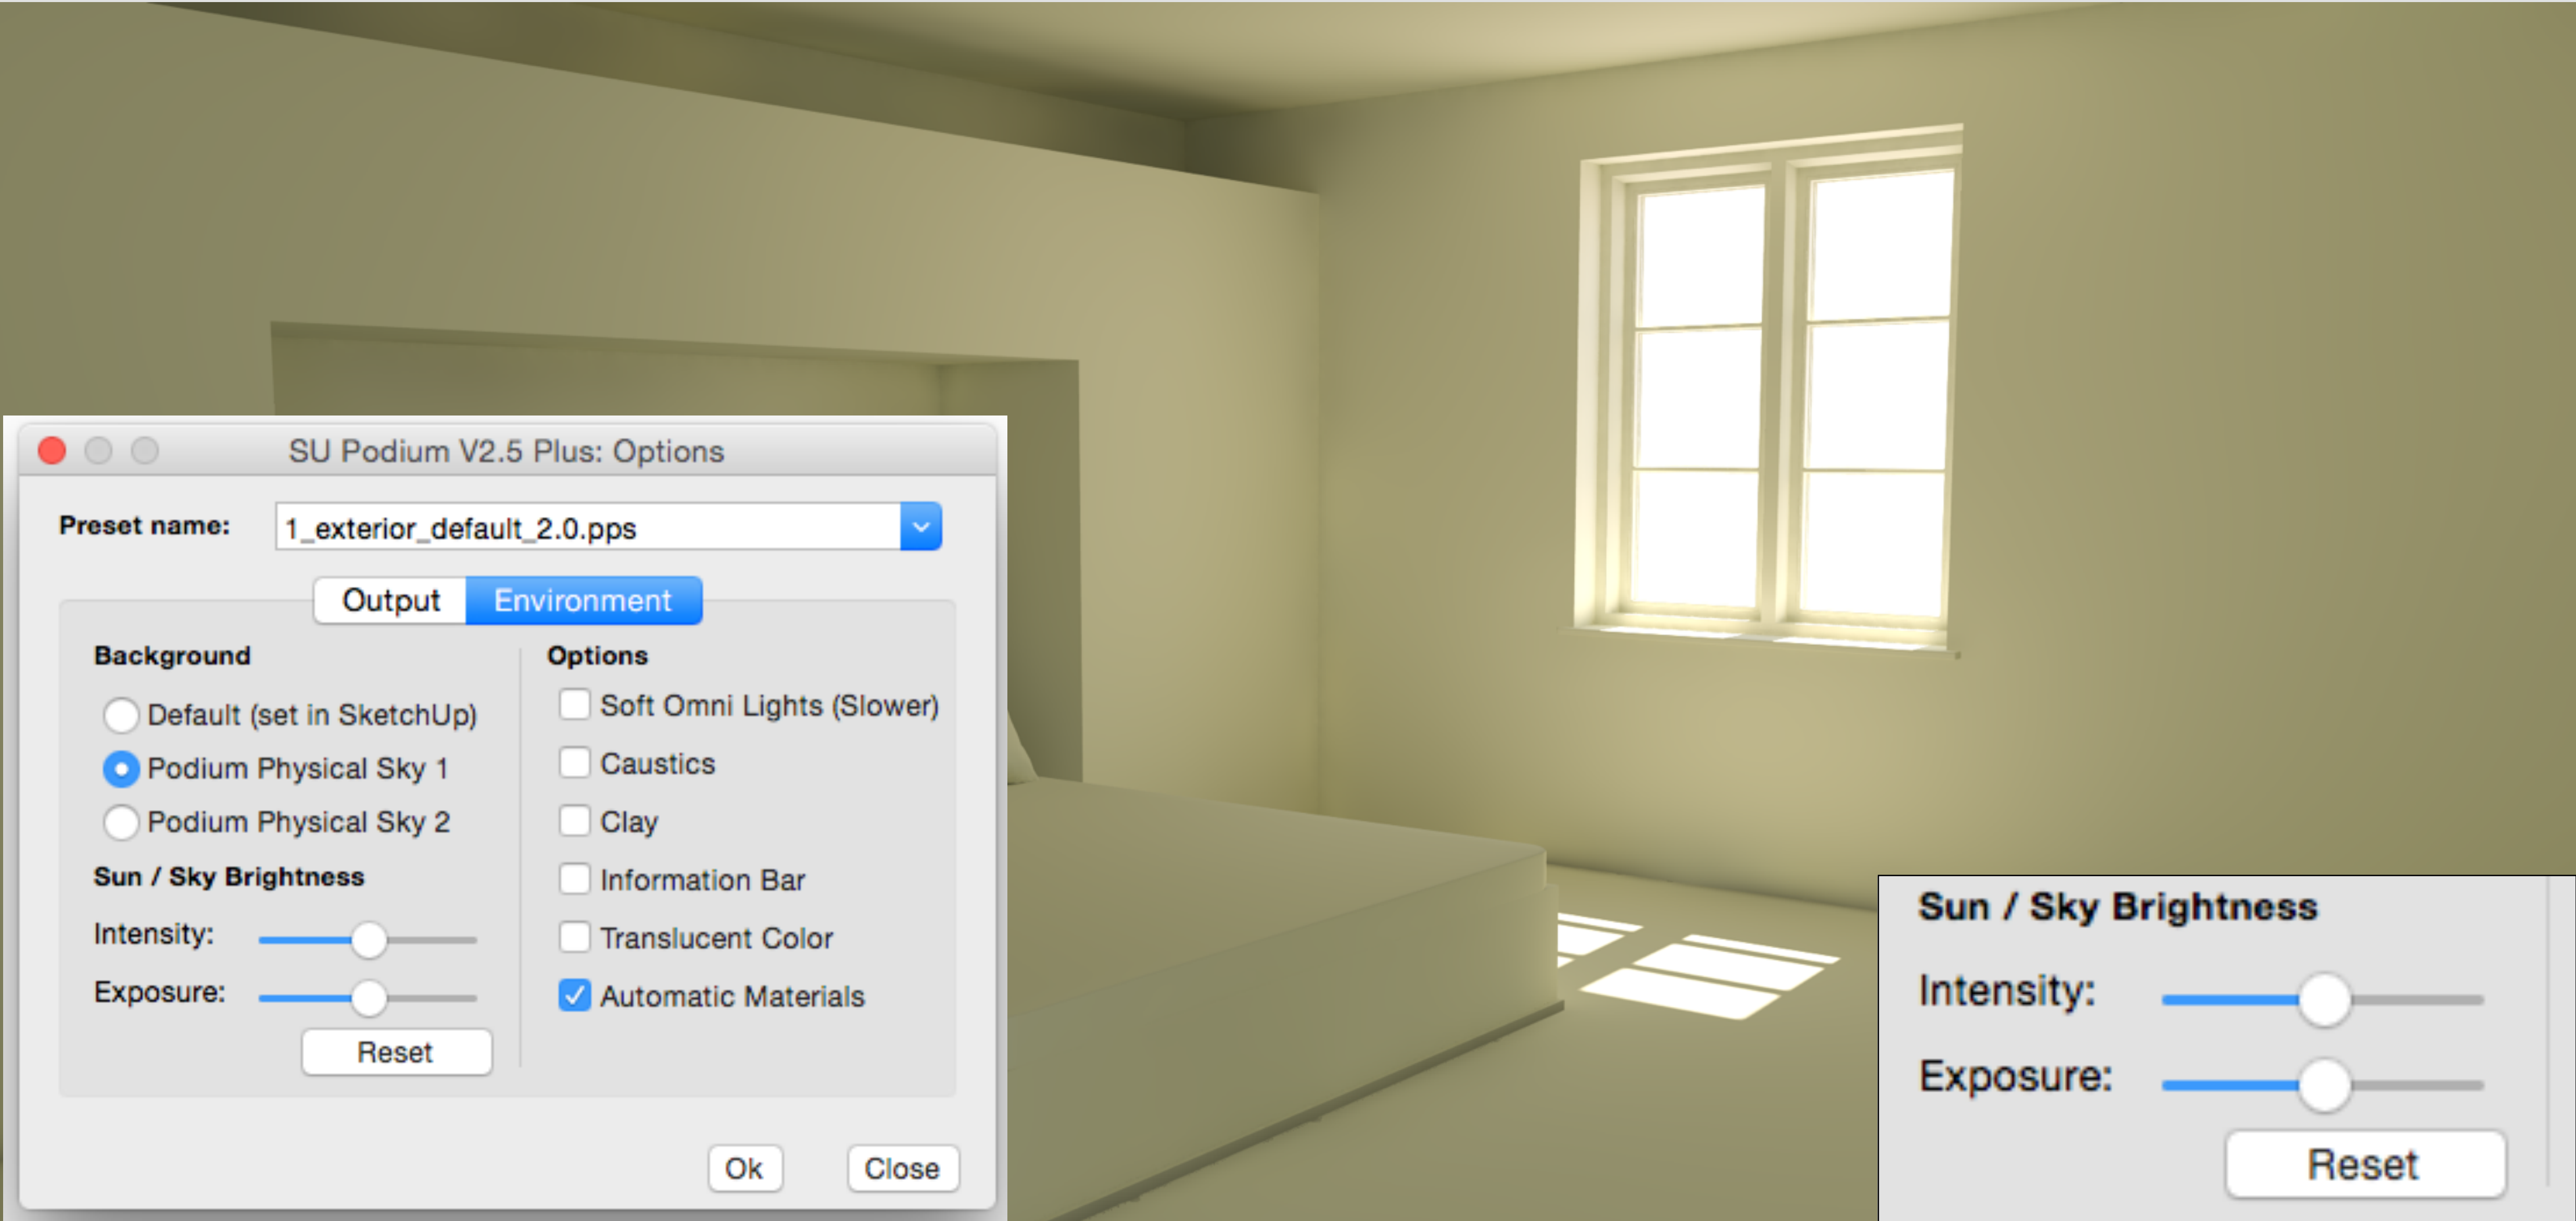 SU Podium V2.5 Plus: Options
Preset name: 1_exterior_default_2.0.pps
Output Environment
Background
Default (set in SketchUp)
Podium Physical Sky 1
Podium Physical Sky 2
Sun / Sky Brightness
Intensity:
Exposure:
Reset
Options
Soft Omni Lights (Slower)
Caustics
Clay
Information Bar
Translucent Color
Automatic Materials
Ok Close
Sun / Sky Brightness
Intensity:
Exposure:
Reset